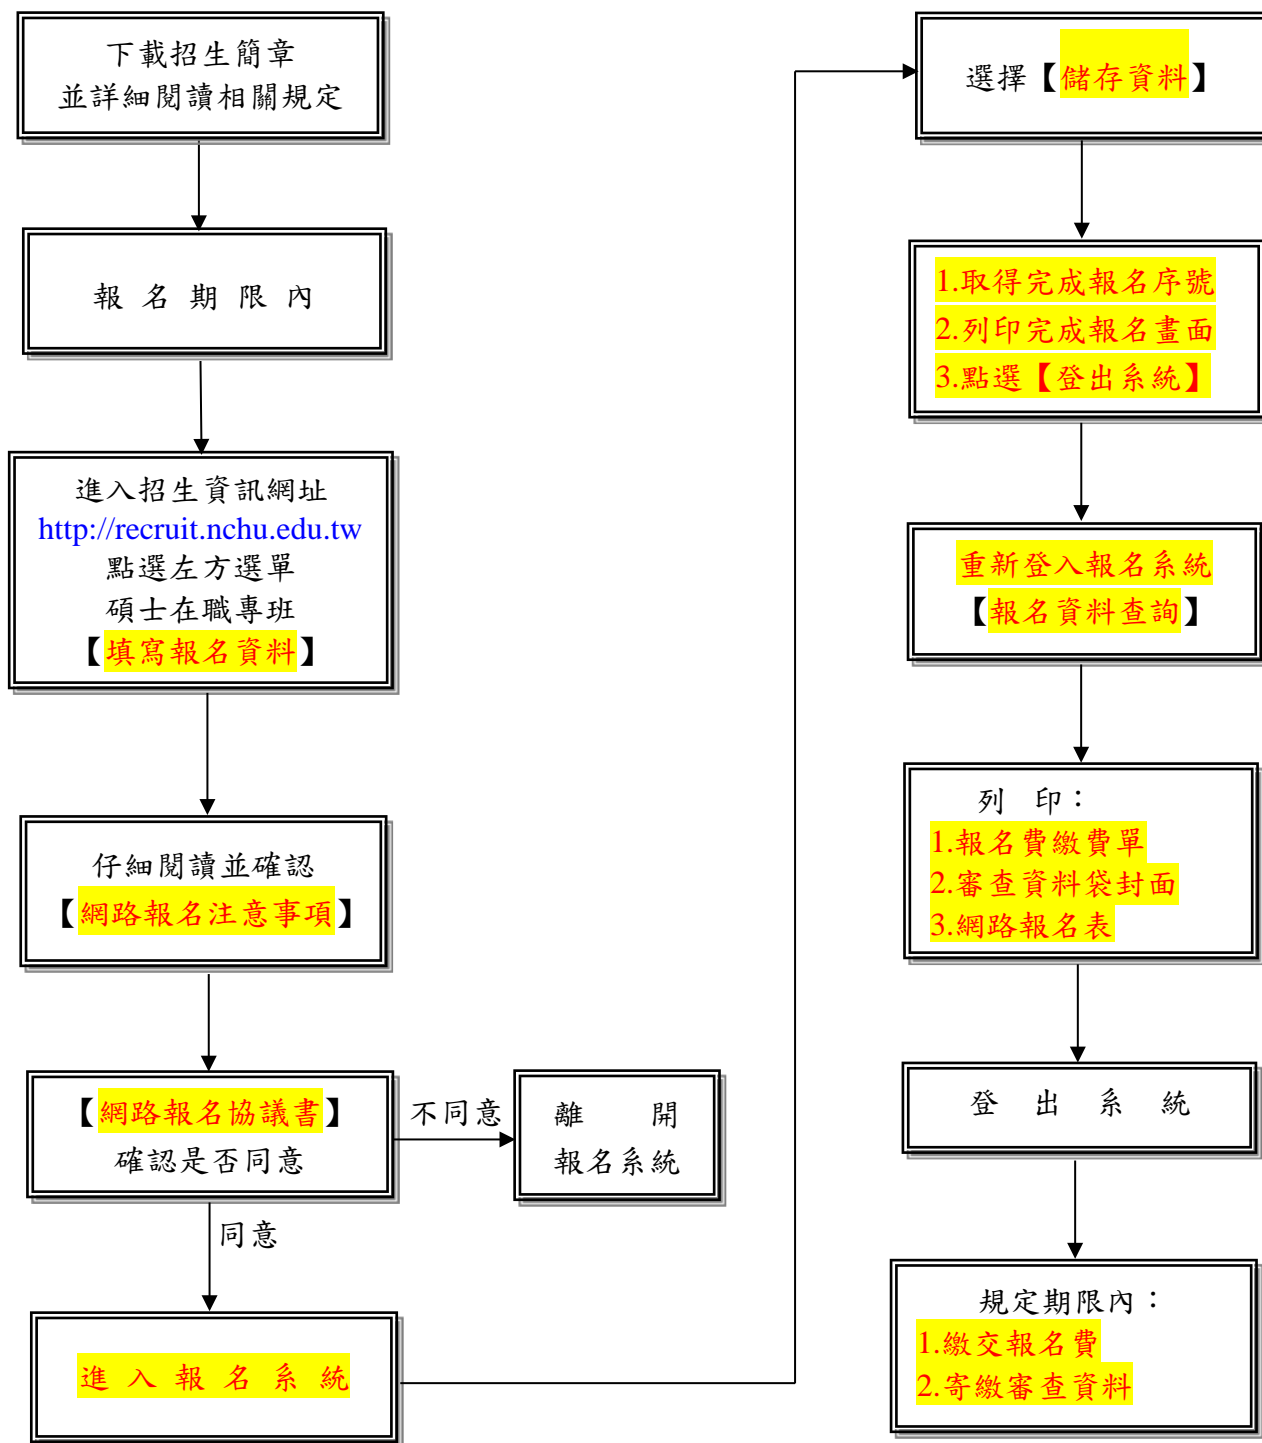 下載招生簡章
並詳細閱讀相關規定
報 名 期 限 內
進入招生資訊網址
http://recruit.nchu.edu.tw
點選左方選單
碩士在職專班
【填寫報名資料】
仔細閱讀並確認
【網路報名注意事項】
【網路報名協議書】
確認是否同意
不同意
離 開
報名系統
同意
進 入 報 名 系 統
選擇【儲存資料】
1.取得完成報名序號
2.列印完成報名畫面
3.點選【登出系統】
重新登入報名系統
【報名資料查詢】
列 印：
1.報名費繳費單
2.審查資料袋封面
3.網路報名表
登 出 系 統
規定期限內：
1.繳交報名費
2.寄繳審查資料